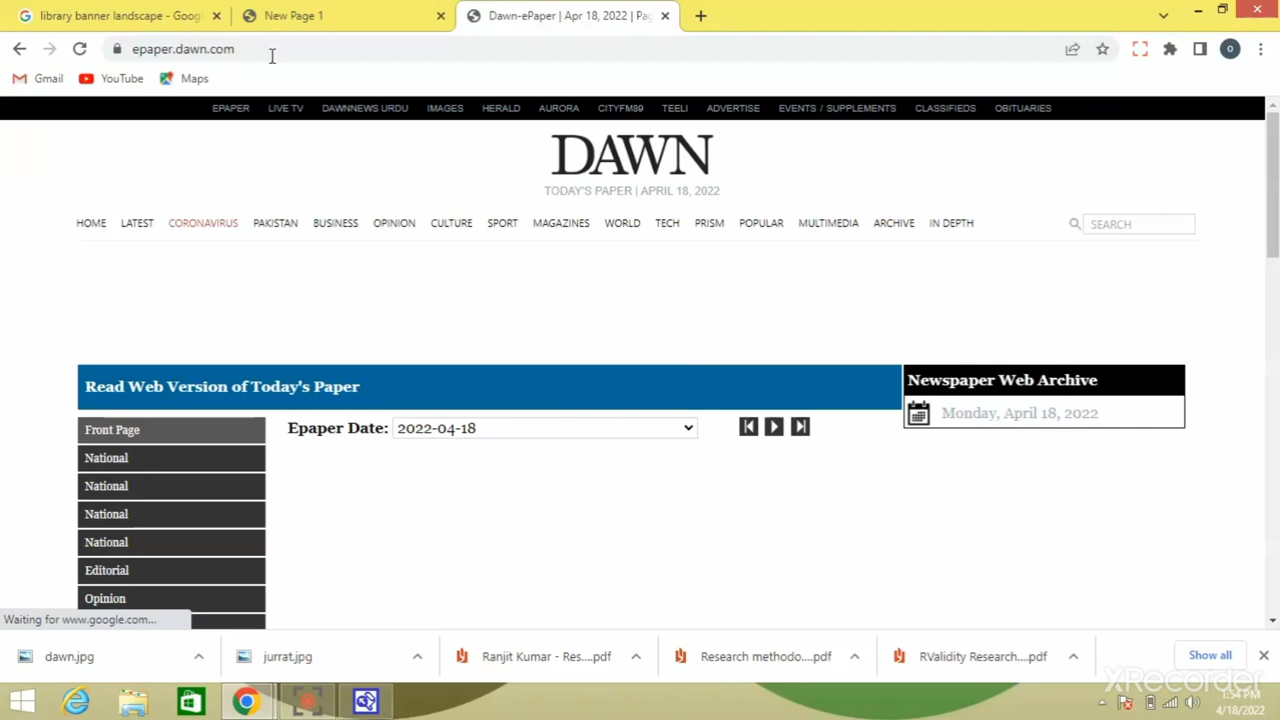 library banner landscape - Goog
New Page 1
Dawn-ePaper | Apr 18, 2022 | Pa
epaper.dawn.com
Gmail
YouTube
Maps
EPAPER LIVE TV DAWNNEWS URDU IMAGES HERALD AURORA CITYFM89 TEELI ADVERTISE EVENTS / SUPPLEMENTS CLASSIFIEDS OBITUARIES
DAWN
TODAY'S PAPER | APRIL 18, 2022
HOME LATEST CORONAVIRUS PAKISTAN BUSINESS OPINION CULTURE SPORT MAGAZINES WORLD TECH PRISM POPULAR MULTIMEDIA ARCHIVE IN DEPTH
SEARCH
Read Web Version of Today's Paper
Newspaper Web Archive
Monday, April 18, 2022
Front Page
Epaper Date: 2022-04-18
National
National
National
National
Editorial
Opinion
Waiting for www.google.com...
dawn.jpg
jurrat.jpg
Ranjit Kumar - Res....pdf
Research methodo....pdf
RValidity Research....pdf
Show all
XRecorder
1:54 PM
4/18/2022